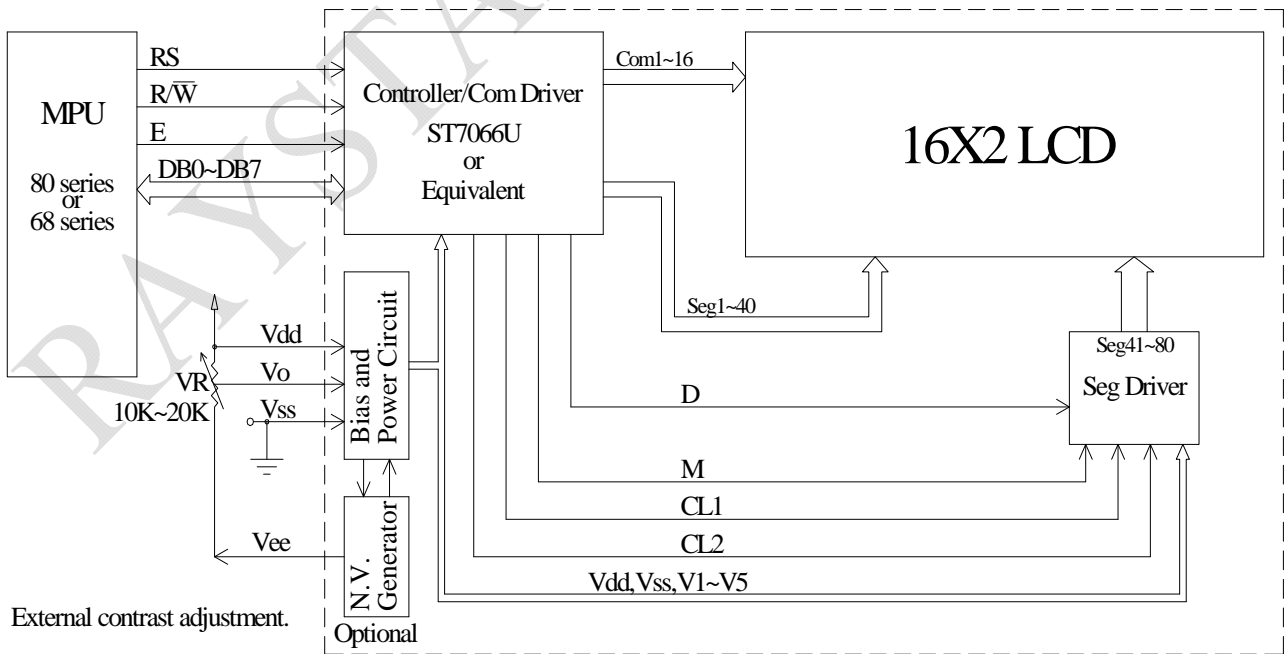 RAYSTA
MPU
80 series
or
68 series
RS
R/W̅
E
DB0~DB7
Controller/Com Driver
ST7066U
or
Equivalent
Com1~16
16X2 LCD
Seg1~40
Seg41~80
Seg Driver
Vdd
Vo
VR
10K~20K
Vss
Bias and
Power Circuit
D
M
CL1
CL2
Vee
N.V.
Generator
Vdd,Vss,V1~V5
External contrast adjustment.
Optional